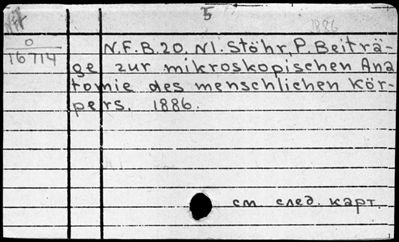 5
1886
O
16714
N.F.B.20. N1. Stöhr, P. Beiträ-
ge zur mikroskopischen Ana
tomie des menschlichen Kör-
pers. 1886.
см. след. карт.